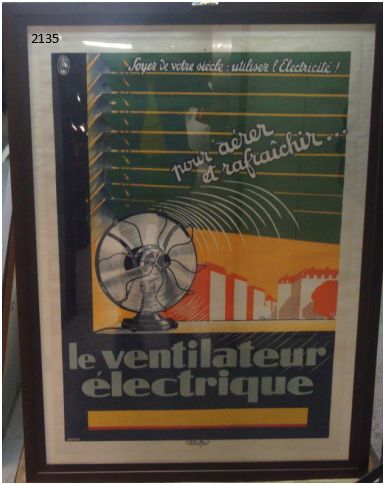 2135
Soyez de votre siècle : utilisez l'Electricité !
pour aérer
et rafraîchir...
le ventilateur
électrique